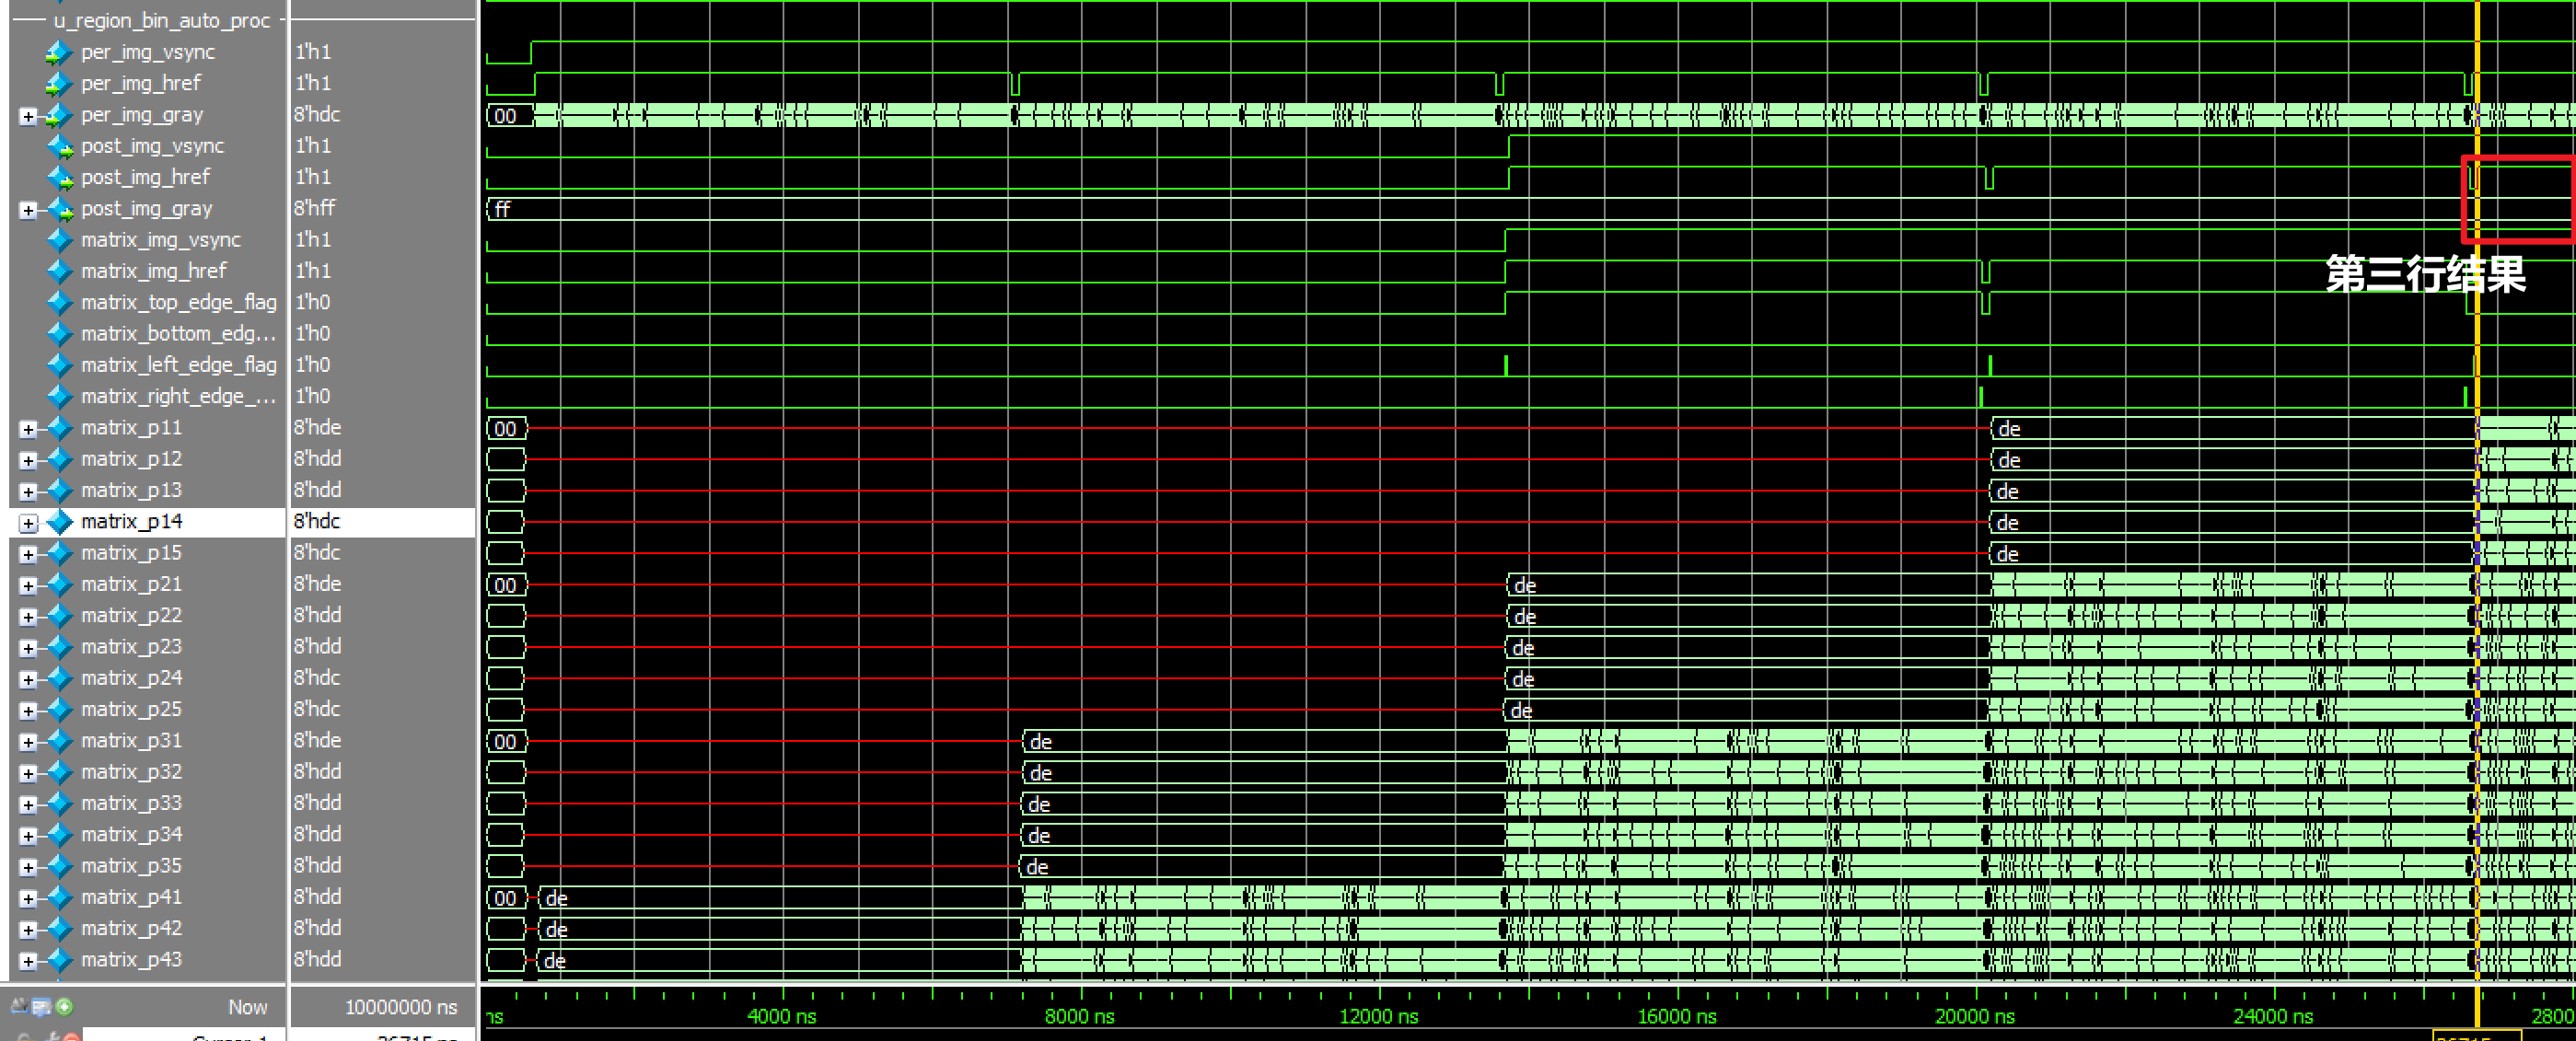 u_region_bin_auto_proc
per_img_vsync 1'h1
per_img_href 1'h1
per_img_gray 8'hdc 00
post_img_vsync 1'h1
post_img_href 1'h1
post_img_gray 8'hff ff
matrix_img_vsync 1'h1
matrix_img_href 1'h1
第三行结果
matrix_top_edge_flag 1'h0
matrix_bottom_edg... 1'h0
matrix_left_edge_flag 1'h0
matrix_right_edge_... 1'h0
matrix_p11 8'hde 00 de
matrix_p12 8'hdd de
matrix_p13 8'hdd de
matrix_p14 8'hdc de
matrix_p15 8'hdc de
matrix_p21 8'hde 00 de
matrix_p22 8'hdd de
matrix_p23 8'hdd de
matrix_p24 8'hdc de
matrix_p25 8'hdc de
matrix_p31 8'hde 00 de
matrix_p32 8'hdd de
matrix_p33 8'hdd de
matrix_p34 8'hdd de
matrix_p35 8'hdd de
matrix_p41 8'hdd 00 de
matrix_p42 8'hdd de
matrix_p43 8'hdd de
Now 10000000 ns
ns 4000 ns 8000 ns 12000 ns 16000 ns 20000 ns 24000 ns 2800